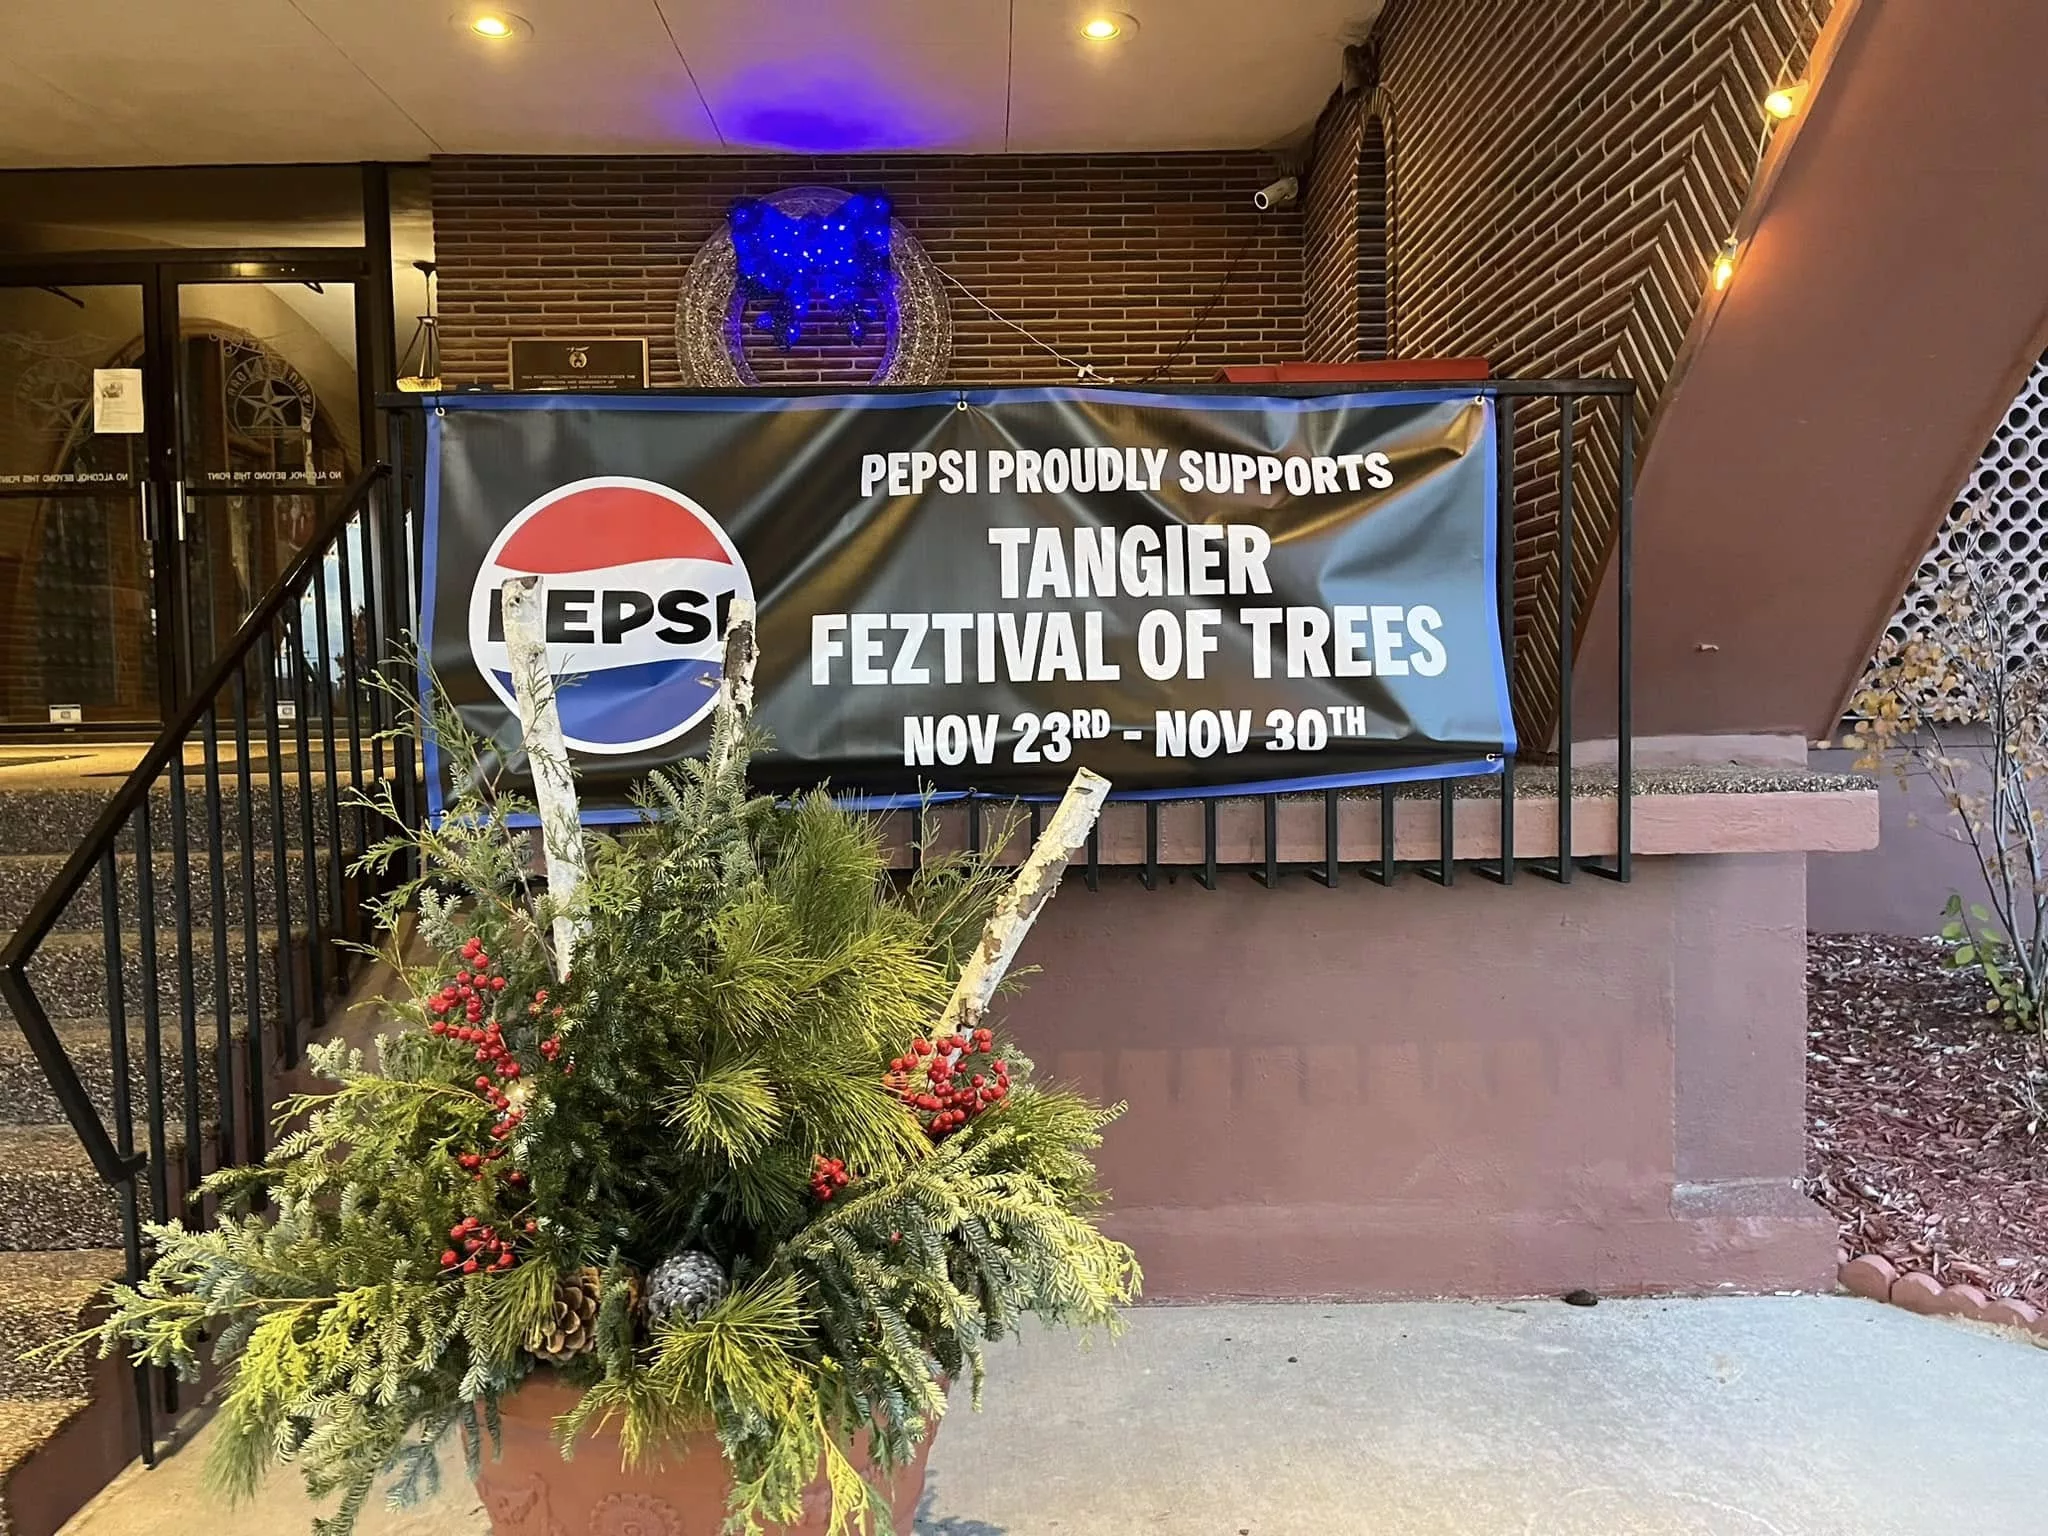 PEPSI PROUDLY SUPPORTS
TANGIER
FEZTIVAL OF TREES
NOV 23RD - NOV 30TH
PEPSI
NO ALCOHOL BEYOND THIS POINT
NO ALCOHOL BEYOND THIS POINT